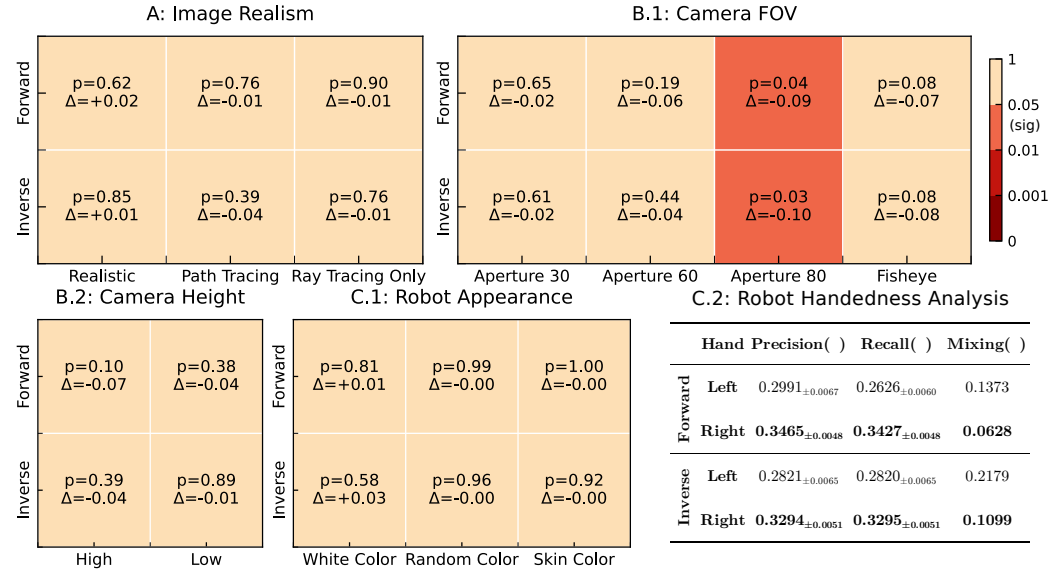 A: Image Realism
Forward
p=0.62
Δ=+0.02
p=0.76
Δ=-0.01
p=0.90
Δ=-0.01
Inverse
p=0.85
Δ=+0.01
p=0.39
Δ=-0.04
p=0.76
Δ=-0.01
Realistic
Path Tracing
Ray Tracing Only
B.1: Camera FOV
p=0.65
Δ=-0.02
p=0.19
Δ=-0.06
p=0.04
Δ=-0.09
p=0.08
Δ=-0.07
p=0.61
Δ=-0.02
p=0.44
Δ=-0.04
p=0.03
Δ=-0.10
p=0.08
Δ=-0.08
Aperture 30
Aperture 60
Aperture 80
Fisheye
1
0.05
(sig)
0.01
0.001
0
B.2: Camera Height
Forward
p=0.10
Δ=-0.07
p=0.38
Δ=-0.04
Inverse
p=0.39
Δ=-0.04
p=0.89
Δ=-0.01
High
Low
C.1: Robot Appearance
Forward
p=0.81
Δ=+0.01
p=0.99
Δ=-0.00
p=1.00
Δ=-0.00
Inverse
p=0.58
Δ=+0.03
p=0.96
Δ=-0.00
p=0.92
Δ=-0.00
White Color
Random Color
Skin Color
C.2: Robot Handedness Analysis
Hand Precision( ) Recall( ) Mixing( )
Forward
Left 0.2991±0.0067 0.2626±0.0060 0.1373
Right 0.3465±0.0048 0.3427±0.0048 0.0628
Inverse
Left 0.2821±0.0065 0.2820±0.0065 0.2179
Right 0.3294±0.0051 0.3295±0.0051 0.1099